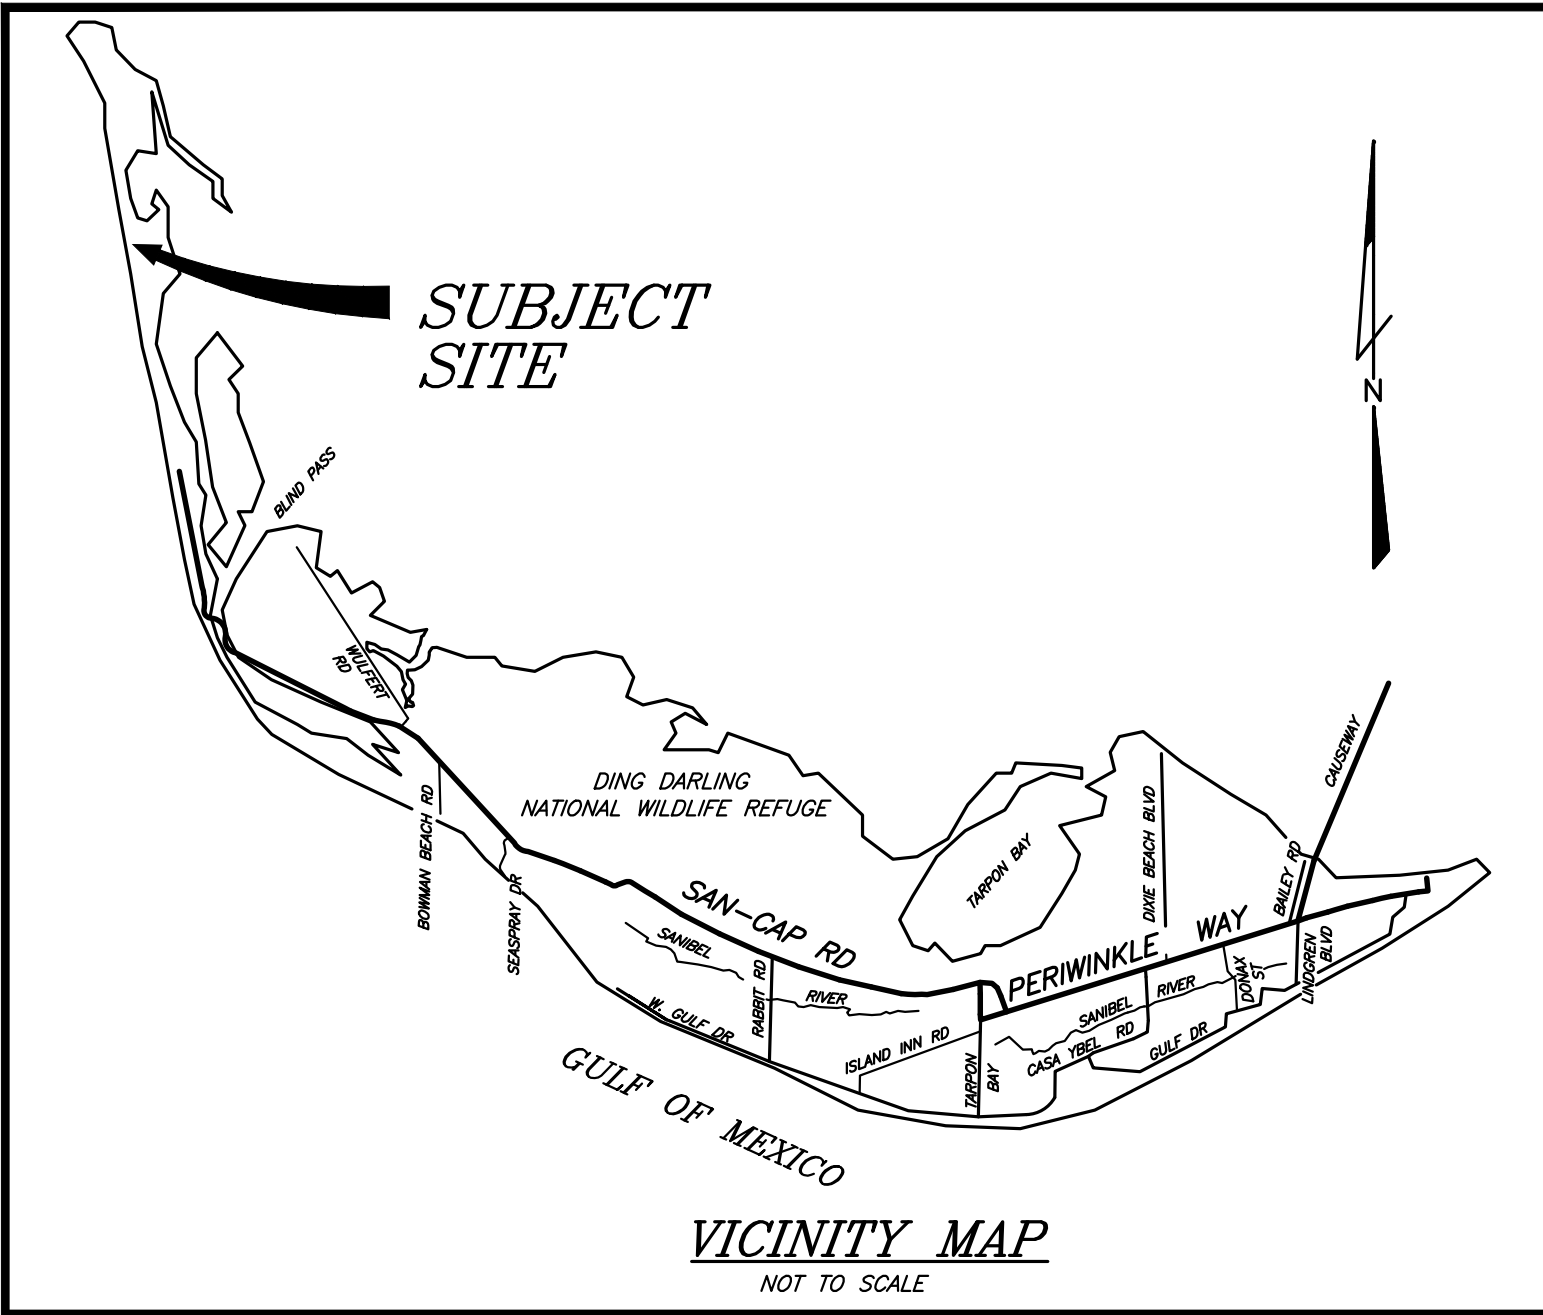 SUBJECT
SITE
N
BLIND PASS
WULFERT
RD
CAUSEWAY
DING DARLING
NATIONAL WILDLIFE REFUGE
BOWMAN BEACH RD
SEASPRAY DR
TARPON BAY
DIXIE BEACH BLVD
BAILEY RD
SAN-CAP RD
PERIWINKLE WAY
SANIBEL
RIVER
RABBIT RD
W. GULF DR
ISLAND INN RD
TARPON
BAY
SANIBEL RIVER
CASA YBEL RD
GULF DR
DONAX
ST
LINDGREN
BLVD
GULF OF MEXICO
VICINITY MAP
NOT TO SCALE